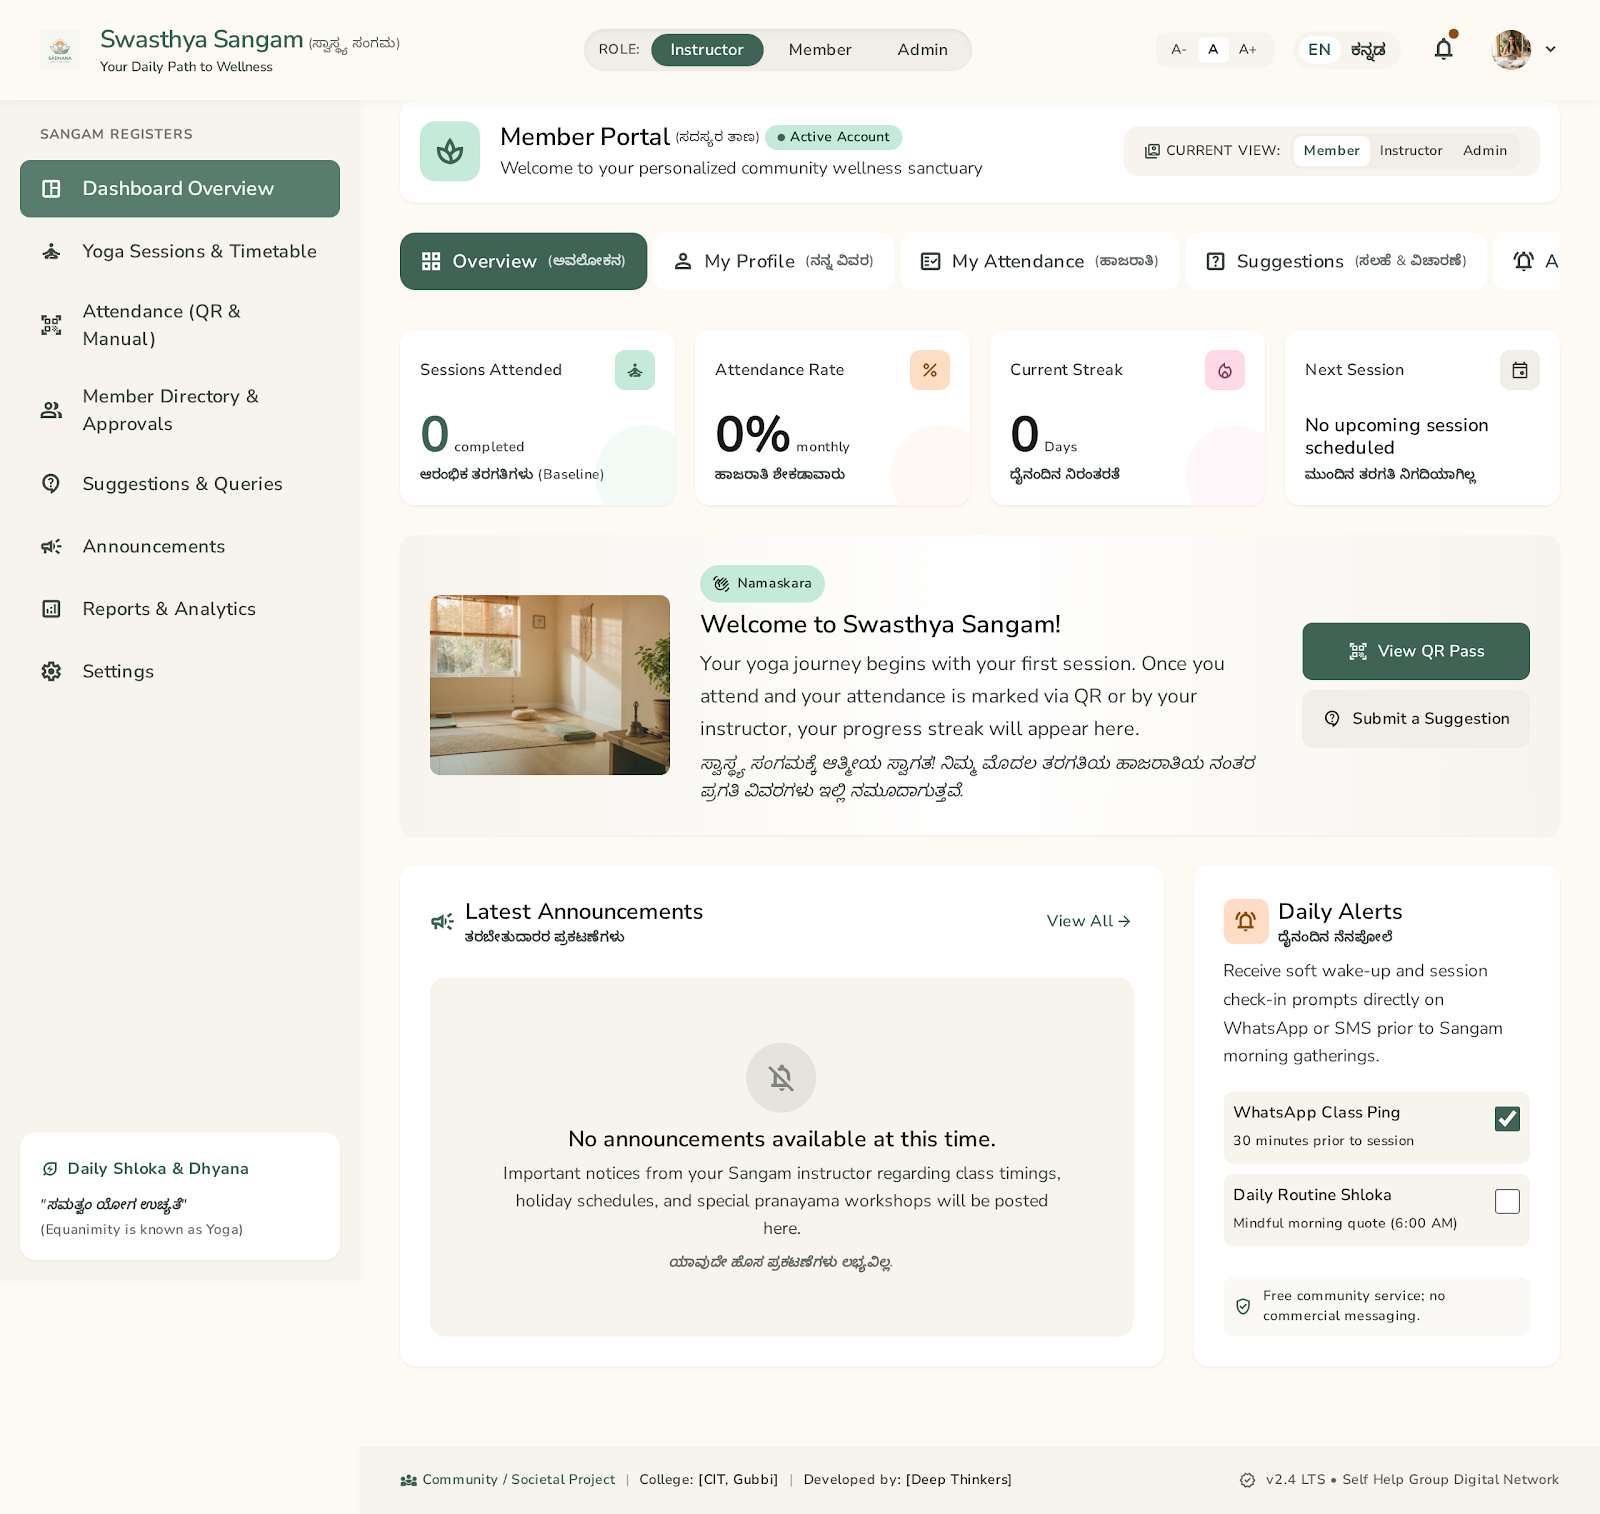 SADHANA
Swasthya Sangam (ಸ್ವಾಸ್ಥ್ಯ ಸಂಗಮ)
Your Daily Path to Wellness
ROLE: Instructor Member Admin
A- A A+
EN ಕನ್ನಡ
SANGAM REGISTERS
Dashboard Overview
Yoga Sessions & Timetable
Attendance (QR &
Manual)
Member Directory &
Approvals
Suggestions & Queries
Announcements
Reports & Analytics
Settings
Daily Shloka & Dhyana
"ಸಮತ್ವಂ ಯೋಗ ಉಚ್ಯತೆ"
(Equanimity is known as Yoga)
Member Portal (ಸದಸ್ಯರ ತಾಣ) Active Account
Welcome to your personalized community wellness sanctuary
CURRENT VIEW: Member Instructor Admin
Overview (ಅವಲೋಕನ) My Profile (ನನ್ನ ವಿವರ) My Attendance (ಹಾಜರಾತಿ) Suggestions (ಸಲಹೆ & ವಿಚಾರಣೆ) A
Sessions Attended
0 completed
ಆರಂಭಿಕ ತರಗತಿಗಳು (Baseline)
Attendance Rate
0% monthly
ಹಾಜರಾತಿ ಶೇಕಡಾವಾರು
Current Streak
0 Days
ದೈನಂದಿನ ನಿರಂತರತೆ
Next Session
No upcoming session
scheduled
ಮುಂದಿನ ತರಗತಿ ನಿಗದಿಯಾಗಿಲ್ಲ
Namaskara
Welcome to Swasthya Sangam!
Your yoga journey begins with your first session. Once you
attend and your attendance is marked via QR or by your
instructor, your progress streak will appear here.
ಸ್ವಾಸ್ಥ್ಯ ಸಂಗಮಕ್ಕೆ ಆತ್ಮೀಯ ಸ್ವಾಗತ! ನಿಮ್ಮ ಮೊದಲ ತರಗತಿಯ ಹಾಜರಾತಿಯ ನಂತರ
ಪ್ರಗತಿ ವಿವರಗಳು ಇಲ್ಲಿ ನಮೂದಾಗುತ್ತವೆ.
View QR Pass
Submit a Suggestion
Latest Announcements
ತರಬೇತುದಾರರ ಪ್ರಕಟಣೆಗಳು
View All →
No announcements available at this time.
Important notices from your Sangam instructor regarding class timings,
holiday schedules, and special pranayama workshops will be posted
here.
ಯಾವುದೇ ಹೊಸ ಪ್ರಕಟಣೆಗಳು ಲಭ್ಯವಿಲ್ಲ.
Daily Alerts
ದೈನಂದಿನ ನೆನಪೋಲೆ
Receive soft wake-up and session
check-in prompts directly on
WhatsApp or SMS prior to Sangam
morning gatherings.
WhatsApp Class Ping
30 minutes prior to session
Daily Routine Shloka
Mindful morning quote (6:00 AM)
Free community service; no
commercial messaging.
Community / Societal Project | College: [CIT, Gubbi] | Developed by: [Deep Thinkers]
v2.4 LTS • Self Help Group Digital Network